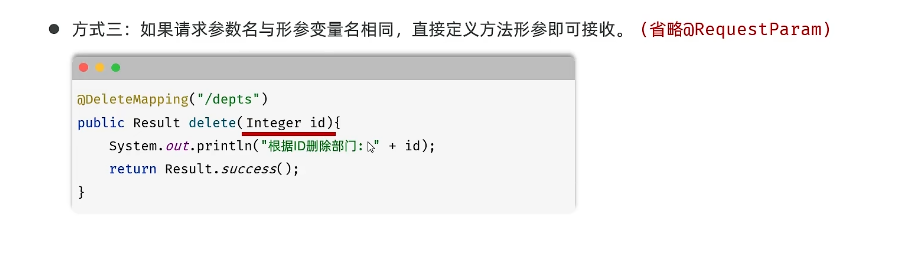 ● 方式三：如果请求参数名与形参变量名相同，直接定义方法形参即可接收。（省略@RequestParam）
@DeleteMapping("/depts")
public Result delete(Integer id){
    System.out.println("根据ID删除部门: " + id);
    return Result.success();
}